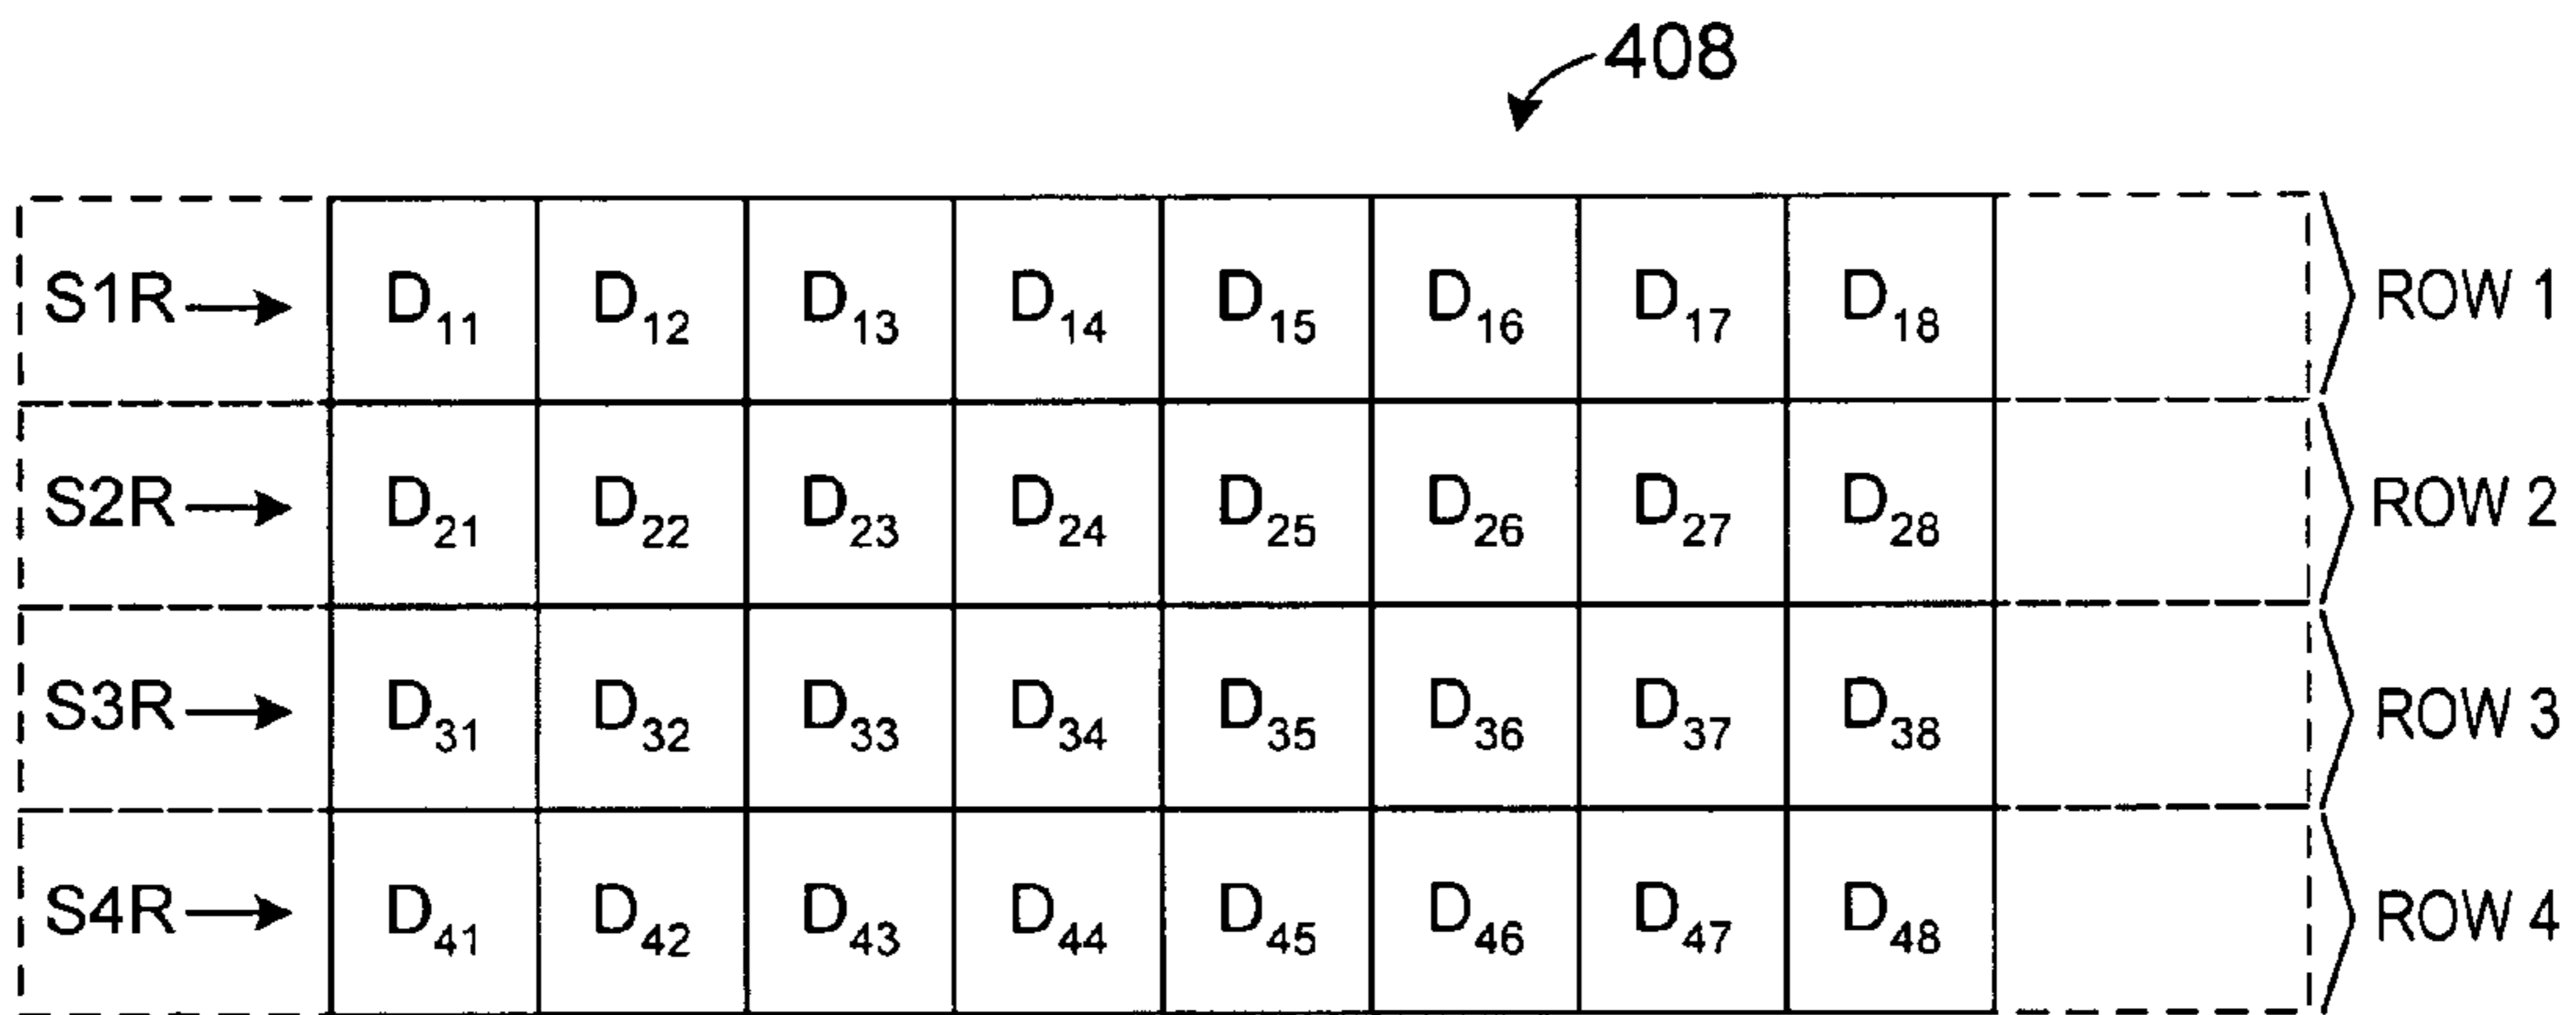 408
S1R D11 D12 D13 D14 D15 D16 D17 D18 ROW 1
S2R D21 D22 D23 D24 D25 D26 D27 D28 ROW 2
S3R D31 D32 D33 D34 D35 D36 D37 D38 ROW 3
S4R D41 D42 D43 D44 D45 D46 D47 D48 ROW 4